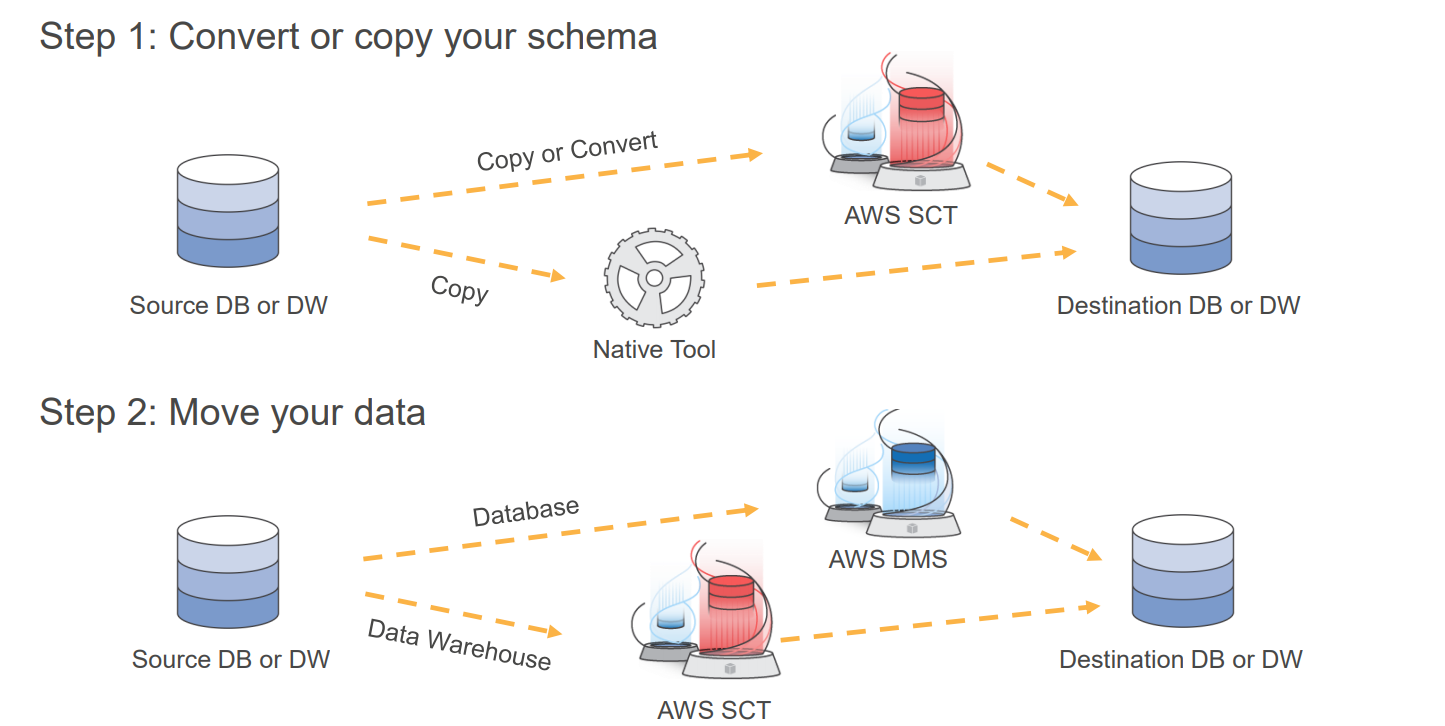 Step 1: Convert or copy your schema
Copy or Convert
AWS SCT
Copy
Source DB or DW
Native Tool
Destination DB or DW
Step 2: Move your data
Database
AWS DMS
Data Warehouse
Source DB or DW
AWS SCT
Destination DB or DW